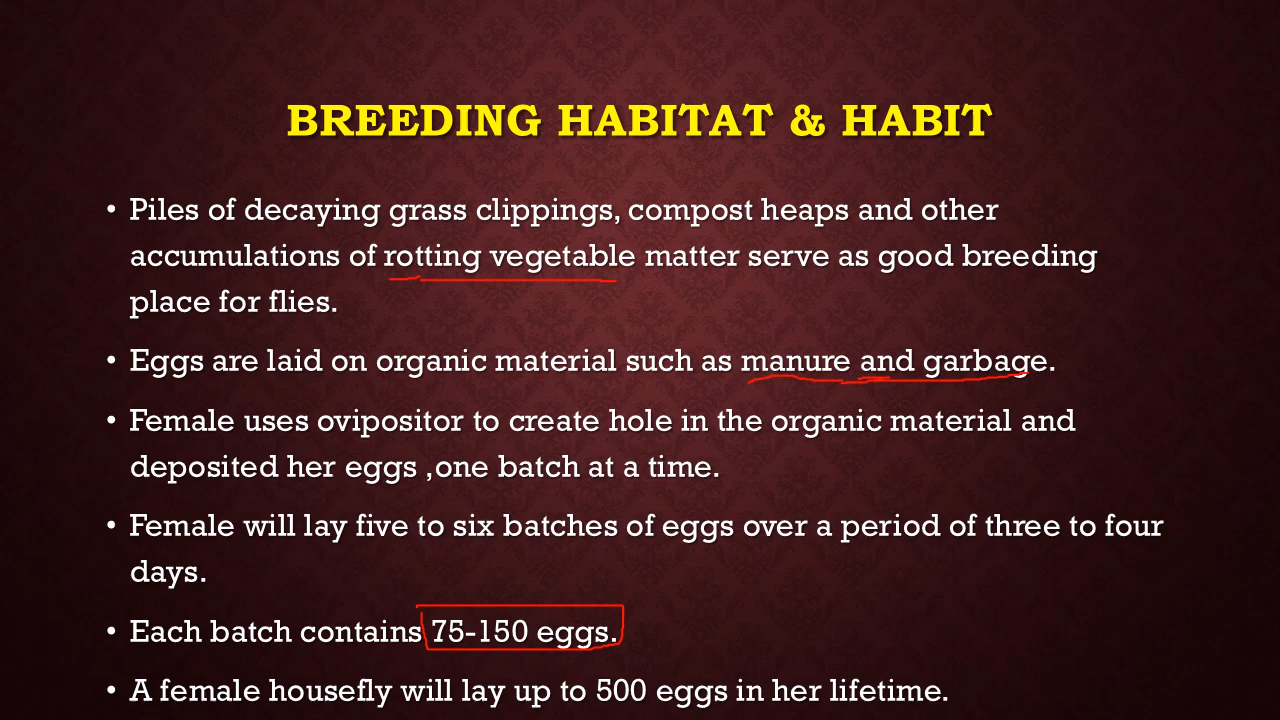 BREEDING HABITAT & HABIT
• Piles of decaying grass clippings, compost heaps and other
accumulations of rotting vegetable matter serve as good breeding
place for flies.
• Eggs are laid on organic material such as manure and garbage.
• Female uses ovipositor to create hole in the organic material and
deposited her eggs ,one batch at a time.
• Female will lay five to six batches of eggs over a period of three to four
days.
• Each batch contains 75-150 eggs.
• A female housefly will lay up to 500 eggs in her lifetime.